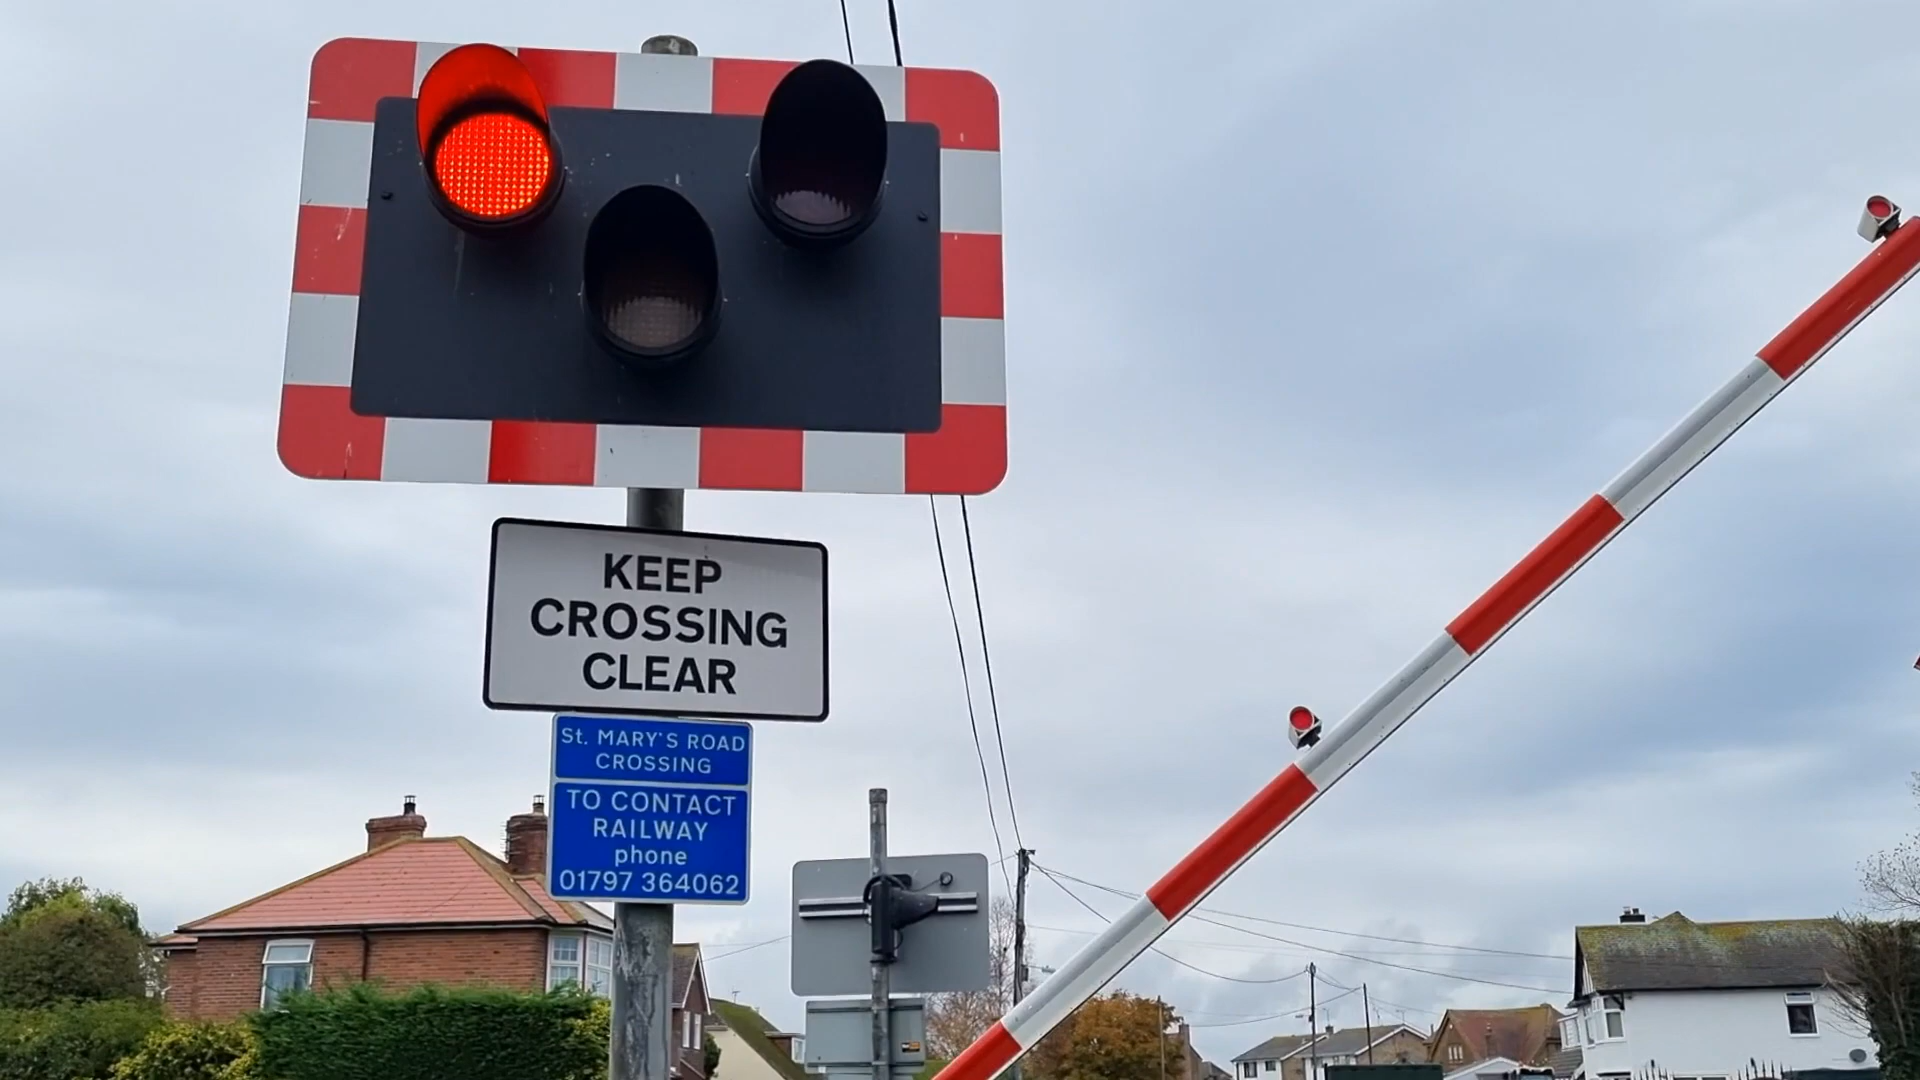 KEEP
CROSSING
CLEAR
St. MARY'S ROAD
CROSSING
TO CONTACT
RAILWAY
phone
01797 364062